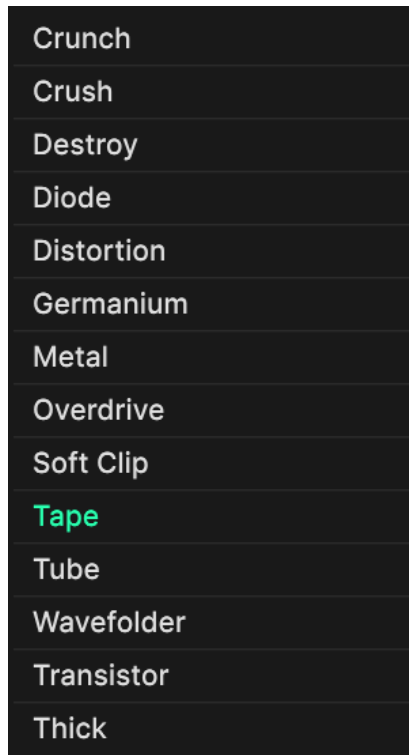 Crunch
Crush
Destroy
Diode
Distortion
Germanium
Metal
Overdrive
Soft Clip
Tape
Tube
Wavefolder
Transistor
Thick